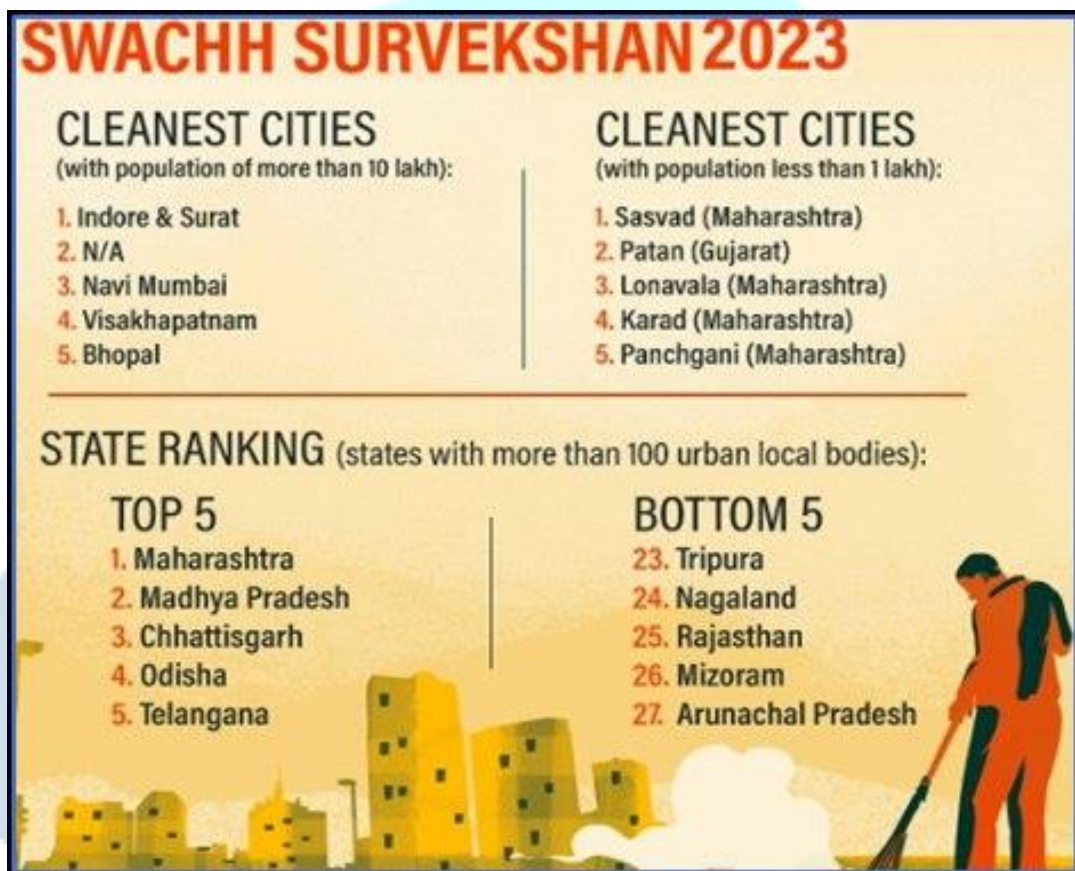 SWACHH SURVEKSHAN 2023
CLEANEST CITIES
(with population of more than 10 lakh):
1. Indore & Surat
2. N/A
3. Navi Mumbai
4. Visakhapatnam
5. Bhopal
CLEANEST CITIES
(with population less than 1 lakh):
1. Sasvad (Maharashtra)
2. Patan (Gujarat)
3. Lonavala (Maharashtra)
4. Karad (Maharashtra)
5. Panchgani (Maharashtra)
STATE RANKING (states with more than 100 urban local bodies):
TOP 5
1. Maharashtra
2. Madhya Pradesh
3. Chhattisgarh
4. Odisha
5. Telangana
BOTTOM 5
23. Tripura
24. Nagaland
25. Rajasthan
26. Mizoram
27. Arunachal Pradesh